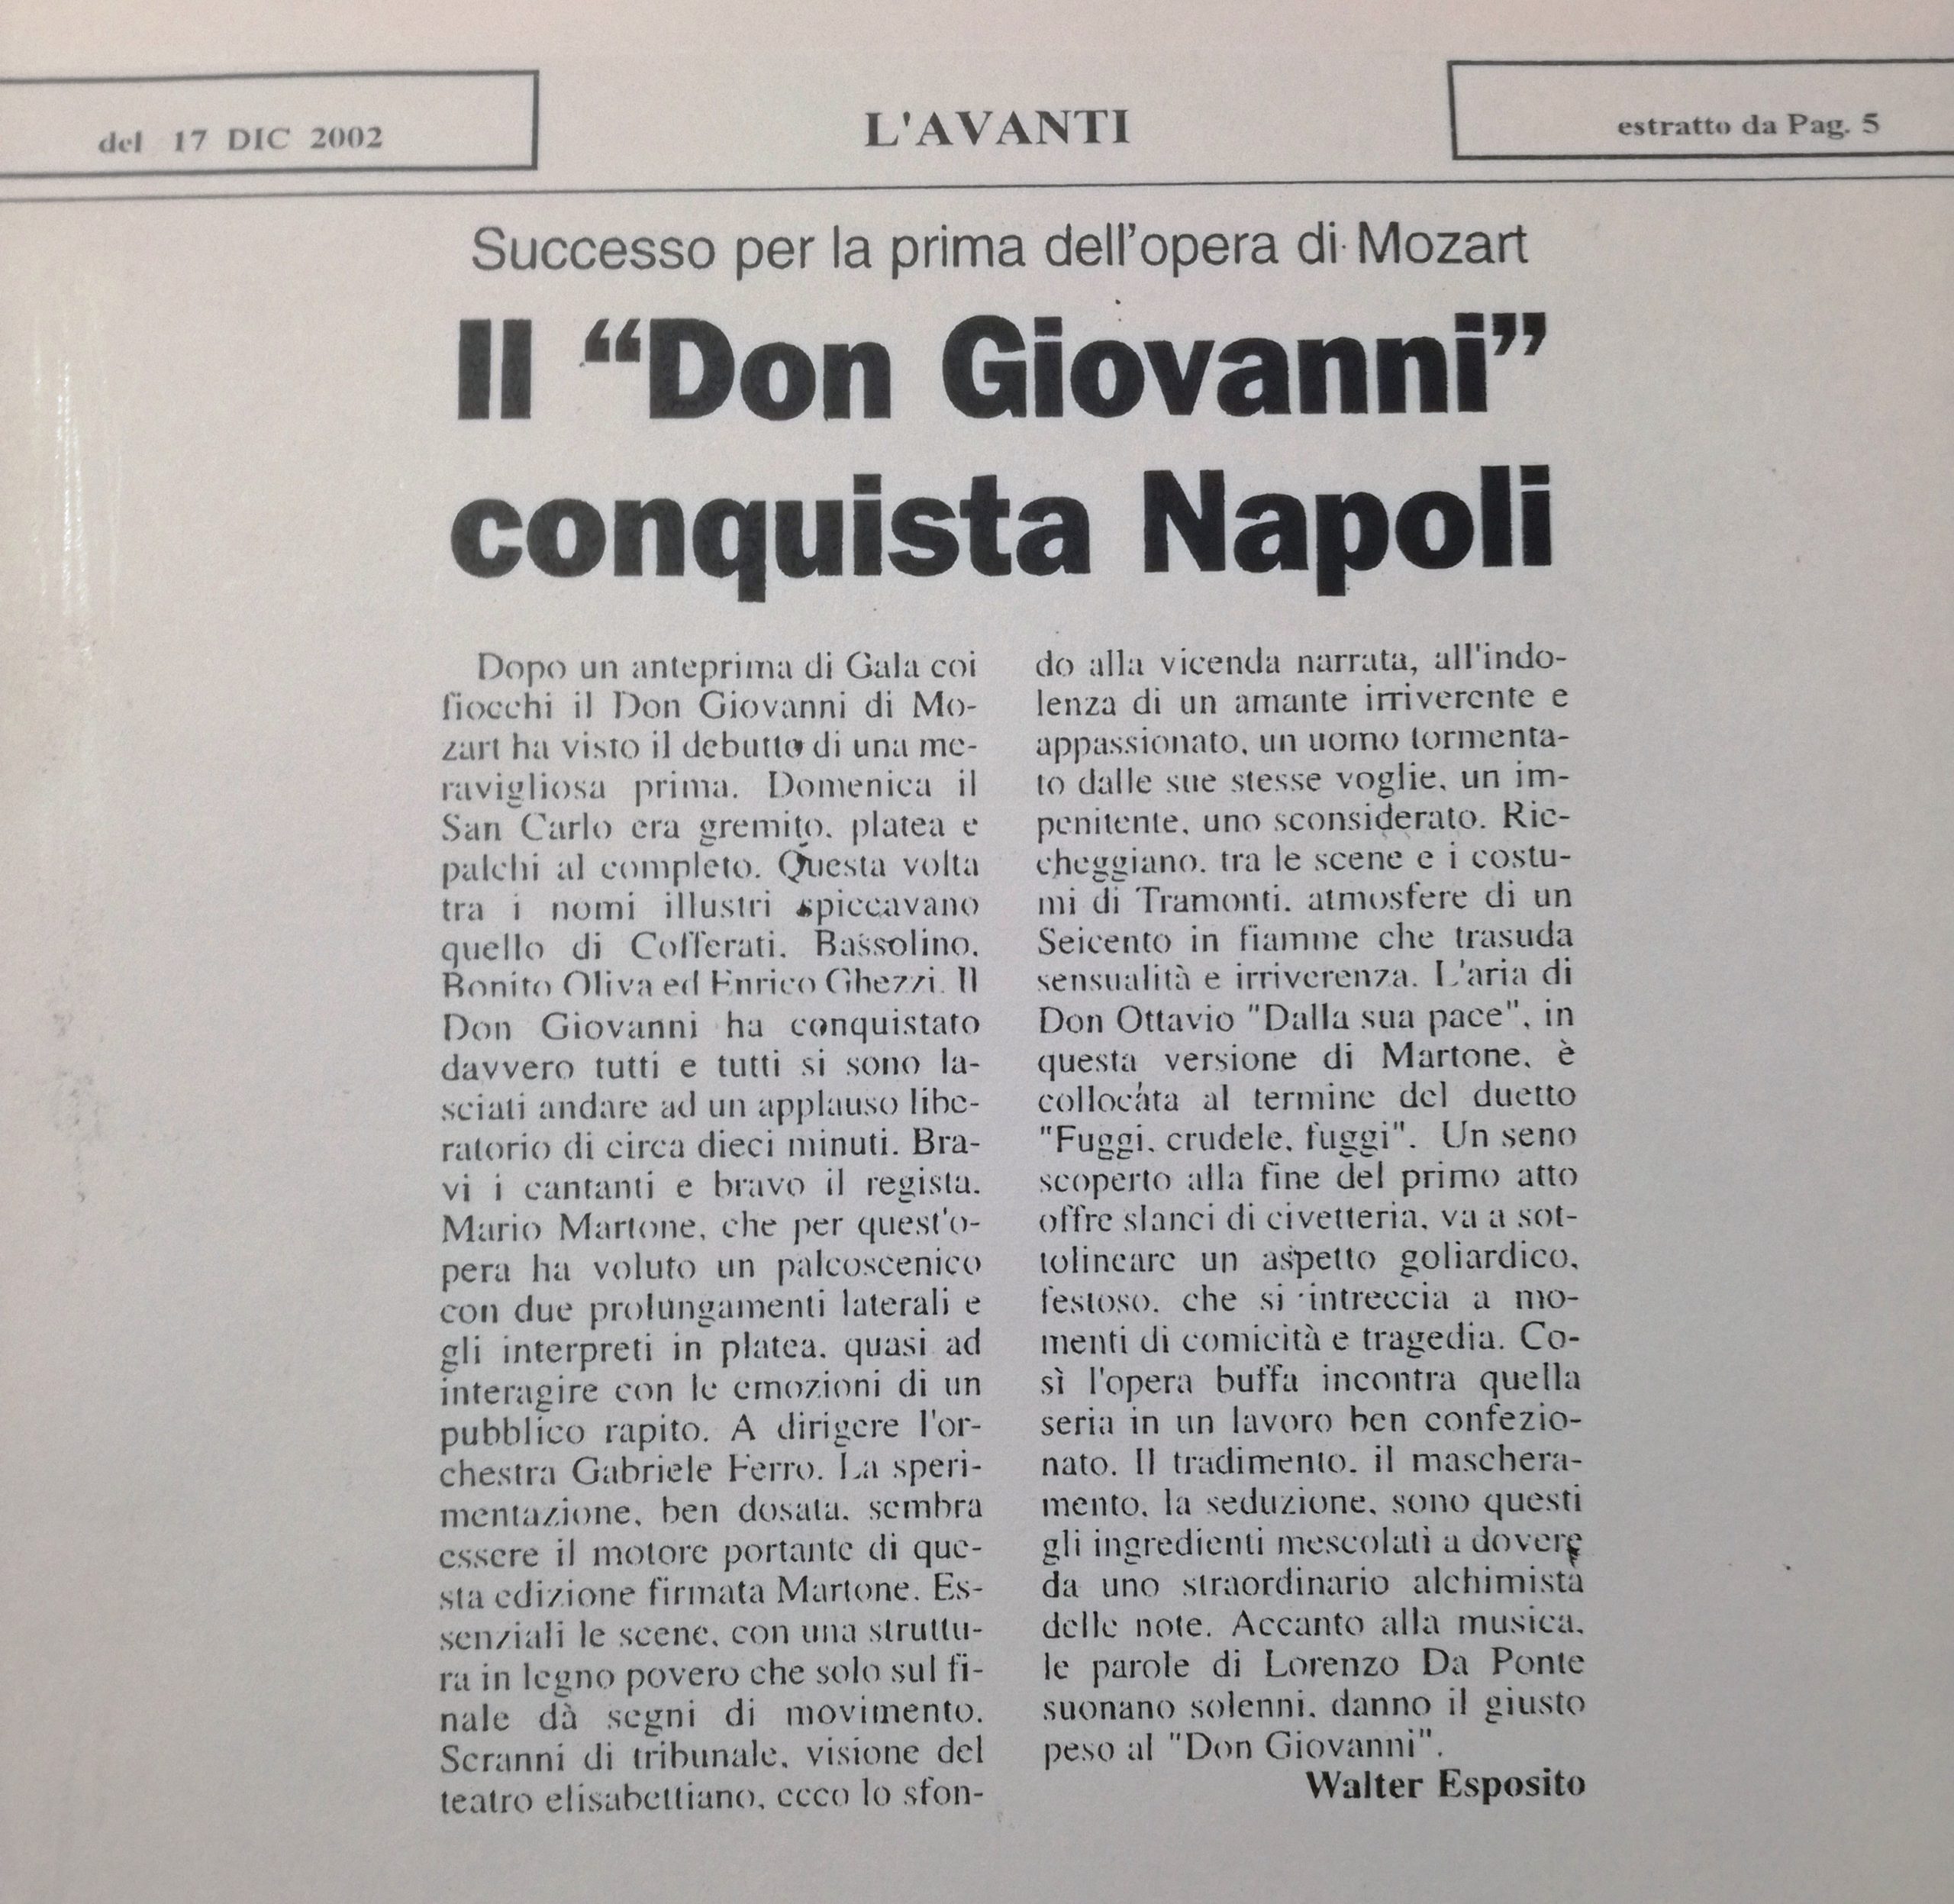 del 17 DIC 2002
L'AVANTI
estratto da Pag. 5
Successo per la prima dell'opera di Mozart
Il “Don Giovanni”
conquista Napoli
Dopo un anteprima di Gala coi
fiocchi il Don Giovanni di Mo-
zart ha visto il debutto di una me-
ravigliosa prima. Domenica il
San Carlo era gremito, platea e
palchi al completo. Questa volta
tra i nomi illustri spiccavano
quello di Cofferati, Bassolino,
Bonito Oliva ed Enrico Ghezzi. Il
Don Giovanni ha conquistato
davvero tutti e tutti si sono la-
sciati andare ad un applauso libe-
ratorio di circa dieci minuti. Bra-
vi i cantanti e bravo il regista,
Mario Martone, che per quest'o-
pera ha voluto un palcoscenico
con due prolungamenti laterali e
gli interpreti in platea, quasi ad
interagire con le emozioni di un
pubblico rapito. A dirigere l'or-
chestra Gabriele Ferro. La speri-
mentazione, ben dosata, sembra
essere il motore portante di que-
sta edizione firmata Martone. Es-
senziali le scene, con una struttu-
ra in legno povero che solo sul fi-
nale dà segni di movimento.
Scranni di tribunale, visione del
teatro elisabettiano, ecco lo sfon-
do alla vicenda narrata, all'indo-
lenza di un amante irriverente e
appassionato, un uomo tormenta-
to dalle sue stesse voglie, un im-
penitente, uno sconsiderato. Ric-
cheggiano, tra le scene e i costu-
mi di Tramonti, atmosfere di un
Seicento in fiamme che trasuda
sensualità e irriverenza. L'aria di
Don Ottavio "Dalla sua pace", in
questa versione di Martone, è
collocata al termine del duetto
"Fuggi, crudele, fuggi". Un seno
scoperto alla fine del primo atto
offre slanci di civetteria, va a sot-
tolineare un aspetto goliardico,
festoso, che si intreccia a mo-
menti di comicità e tragedia. Co-
sì l'opera buffa incontra quella
seria in un lavoro ben confezio-
nato. Il tradimento, il maschera-
mento, la seduzione, sono questi
gli ingredienti mescolati a dovere
da uno straordinario alchimista
delle note. Accanto alla musica,
le parole di Lorenzo Da Ponte
suonano solenni, danno il giusto
peso al "Don Giovanni".
Walter Esposito